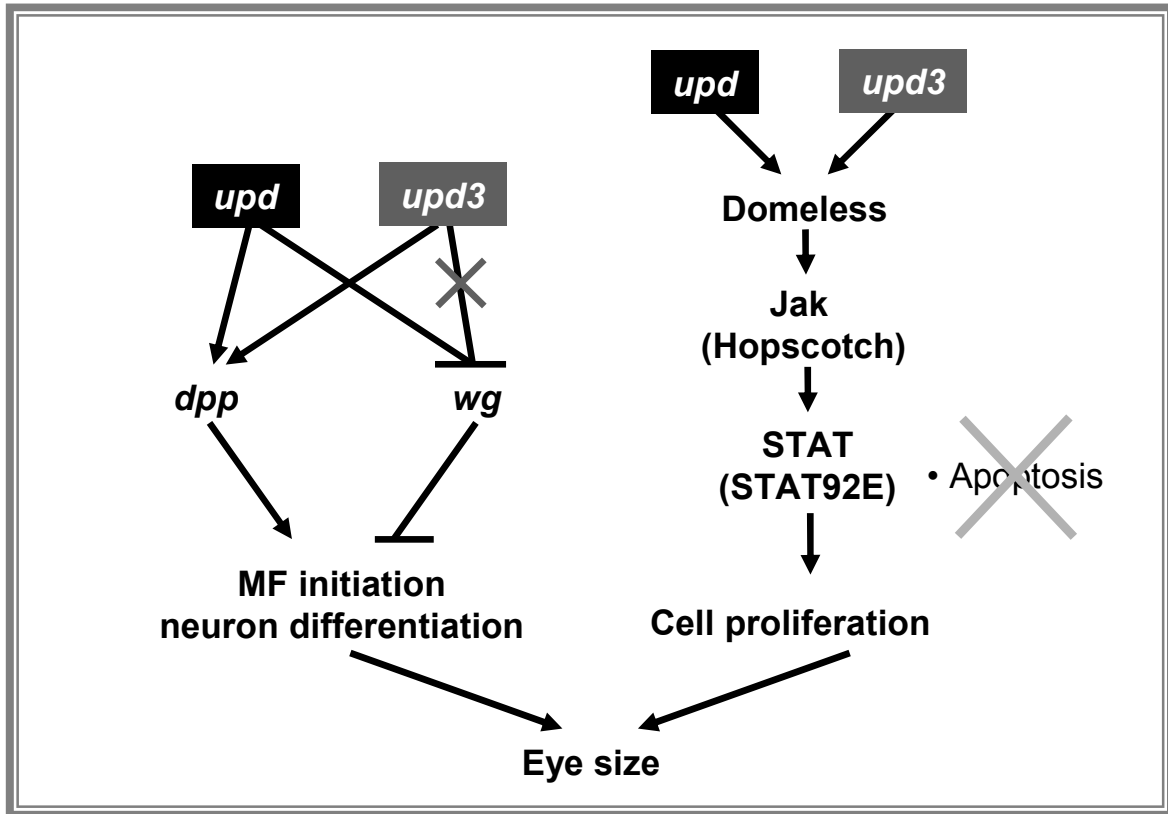 upd
upd3
dpp
wg
MF initiation
neuron differentiation
upd
upd3
Domeless
Jak
(Hopscotch)
STAT
(STAT92E)
• Apoptosis
Cell proliferation
Eye size